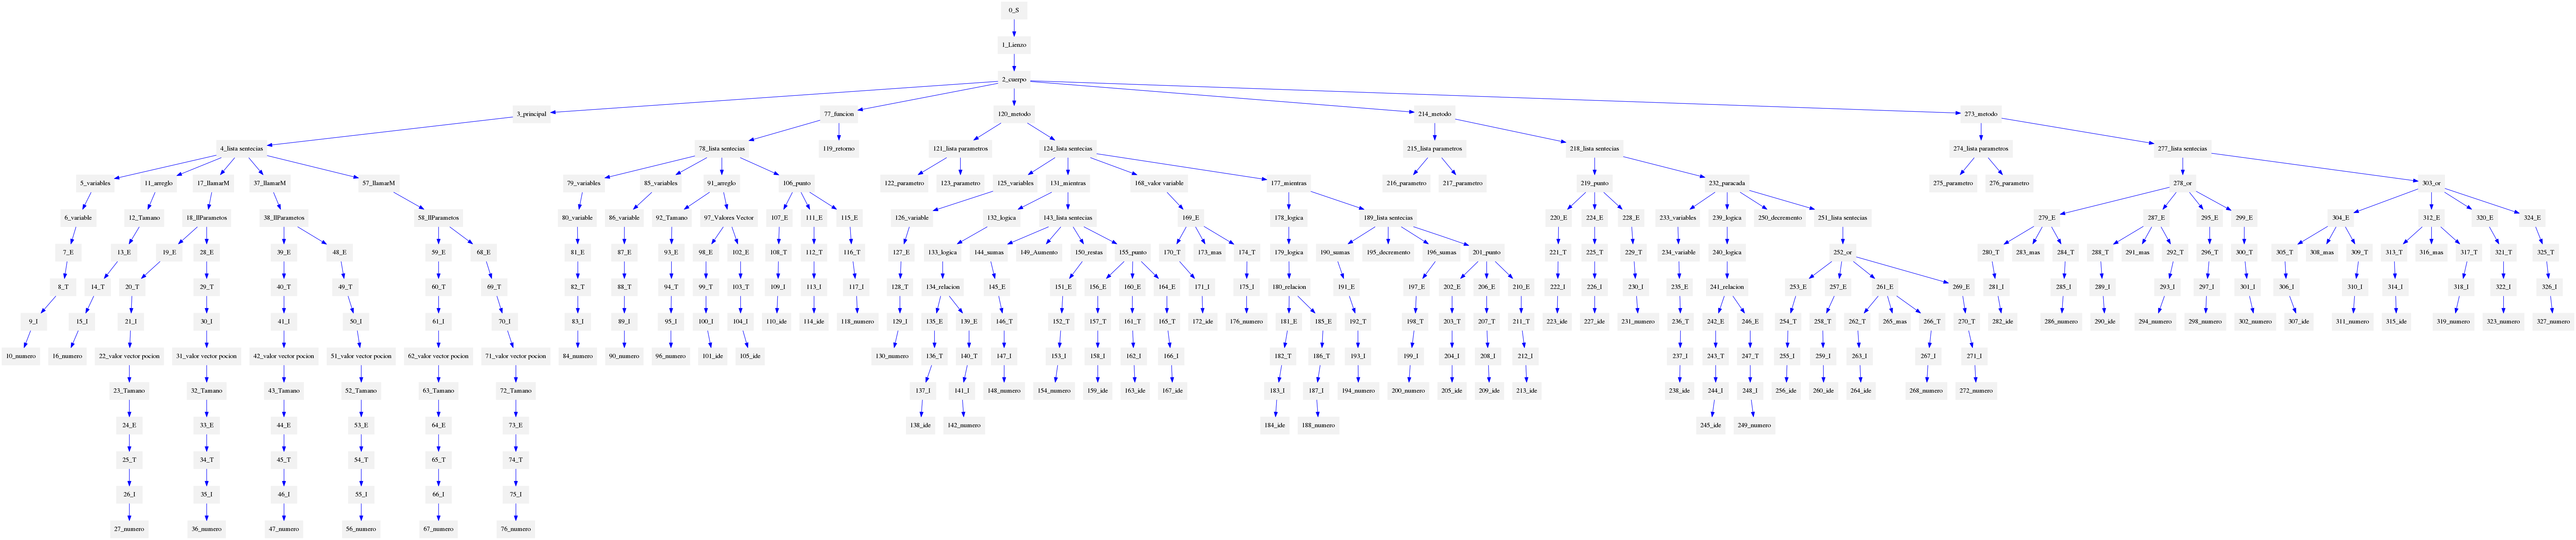 0_S
1_Lienzo
2_cuerpo
3_principal 77_funcion 120_metodo 214_metodo 273_metodo
4_lista sentecias 78_lista sentecias 119_retorno 121_lista parametros 124_lista sentecias 215_lista parametros 218_lista sentecias 274_lista parametros 277_lista sentecias
5_variables 11_arreglo 17_llamarM 37_llamarM 57_llamarM 79_variables 85_variables 91_arreglo 106_punto 122_parametro 123_parametro 125_variables 131_mientras 168_valor variable 177_mientras 216_parametro 217_parametro 219_punto 232_paracada 275_parametro 276_parametro 278_or 303_or
6_variable 12_Tamano 18_llParametos 38_llParametos 58_llParametos 80_variable 86_variable 92_Tamano 97_Valores Vector 107_E 111_E 115_E 126_variable 132_logica 143_lista sentecias 169_E 178_logica 189_lista sentecias 220_E 224_E 228_E 233_variables 239_logica 250_decremento 251_lista sentecias 279_E 287_E 295_E 299_E 304_E 312_E 320_E 324_E
7_E 13_E 19_E 28_E 39_E 48_E 59_E 68_E 81_E 87_E 93_E 98_E 102_E 108_T 112_T 116_T 127_E 133_logica 144_sumas 149_Aumento 150_restas 155_punto 170_T 173_mas 174_T 179_logica 190_sumas 195_decremento 196_sumas 201_punto 221_T 225_T 229_T 234_variable 240_logica 252_or 280_T 283_mas 284_T 288_T 291_mas 292_T 296_T 300_T 305_T 308_mas 309_T 313_T 316_mas 317_T 321_T 325_T
8_T 14_T 20_T 29_T 40_T 49_T 60_T 69_T 82_T 88_T 94_T 99_T 103_T 109_I 113_I 117_I 128_T 134_relacion 145_E 151_E 156_E 160_E 164_E 171_I 175_I 180_relacion 191_E 197_E 202_E 206_E 210_E 222_I 226_I 230_I 235_E 241_relacion 253_E 257_E 261_E 269_E 281_I 285_I 289_I 293_I 297_I 301_I 306_I 310_I 314_I 318_I 322_I 326_I
9_I 15_I 21_I 30_I 41_I 50_I 61_I 70_I 83_I 89_I 95_I 100_I 104_I 110_ide 114_ide 118_numero 129_I 135_E 139_E 146_T 152_T 157_T 161_T 165_T 172_ide 176_numero 181_E 185_E 192_T 198_T 203_T 207_T 211_T 223_ide 227_ide 231_numero 236_T 242_E 246_E 254_T 258_T 262_T 265_mas 266_T 270_T 282_ide 286_numero 290_ide 294_numero 298_numero 302_numero 307_ide 311_numero 315_ide 319_numero 323_numero 327_numero
10_numero 16_numero 22_valor vector pocion 31_valor vector pocion 42_valor vector pocion 51_valor vector pocion 62_valor vector pocion 71_valor vector pocion 84_numero 90_numero 96_numero 101_ide 105_ide 130_numero 136_T 140_T 147_I 153_I 158_I 162_I 166_I 182_T 186_T 193_I 199_I 204_I 208_I 212_I 237_I 243_T 247_T 255_I 259_I 263_I 267_I 271_I
23_Tamano 32_Tamano 43_Tamano 52_Tamano 63_Tamano 72_Tamano 137_I 141_I 148_numero 154_numero 159_ide 163_ide 167_ide 183_I 187_I 194_numero 200_numero 205_ide 209_ide 213_ide 238_ide 244_I 248_I 256_ide 260_ide 264_ide 268_numero 272_numero
24_E 33_E 44_E 53_E 64_E 73_E 138_ide 142_numero 184_ide 188_numero 245_ide 249_numero
25_T 34_T 45_T 54_T 65_T 74_T
26_I 35_I 46_I 55_I 66_I 75_I
27_numero 36_numero 47_numero 56_numero 67_numero 76_numero